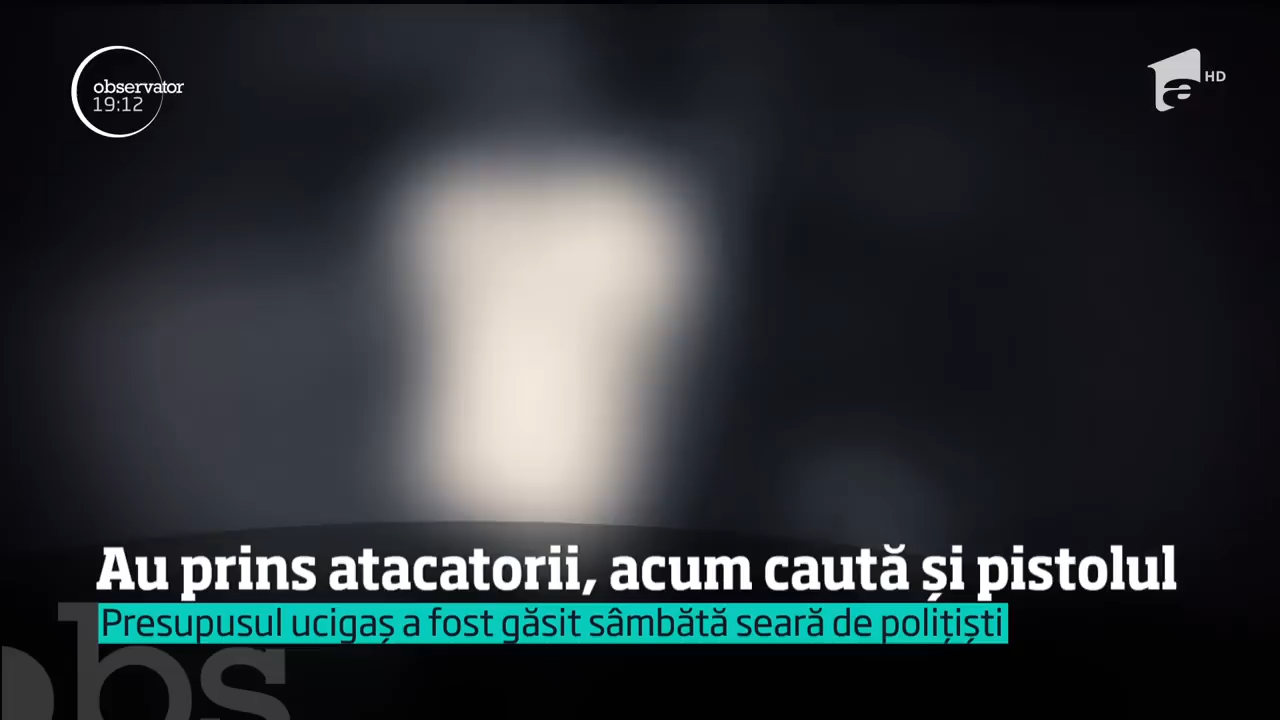 observator
19:12
a HD
Au prins atacatorii, acum caută și pistolul
Presupusul ucigaș a fost găsit sâmbătă seară de polițiști
obs